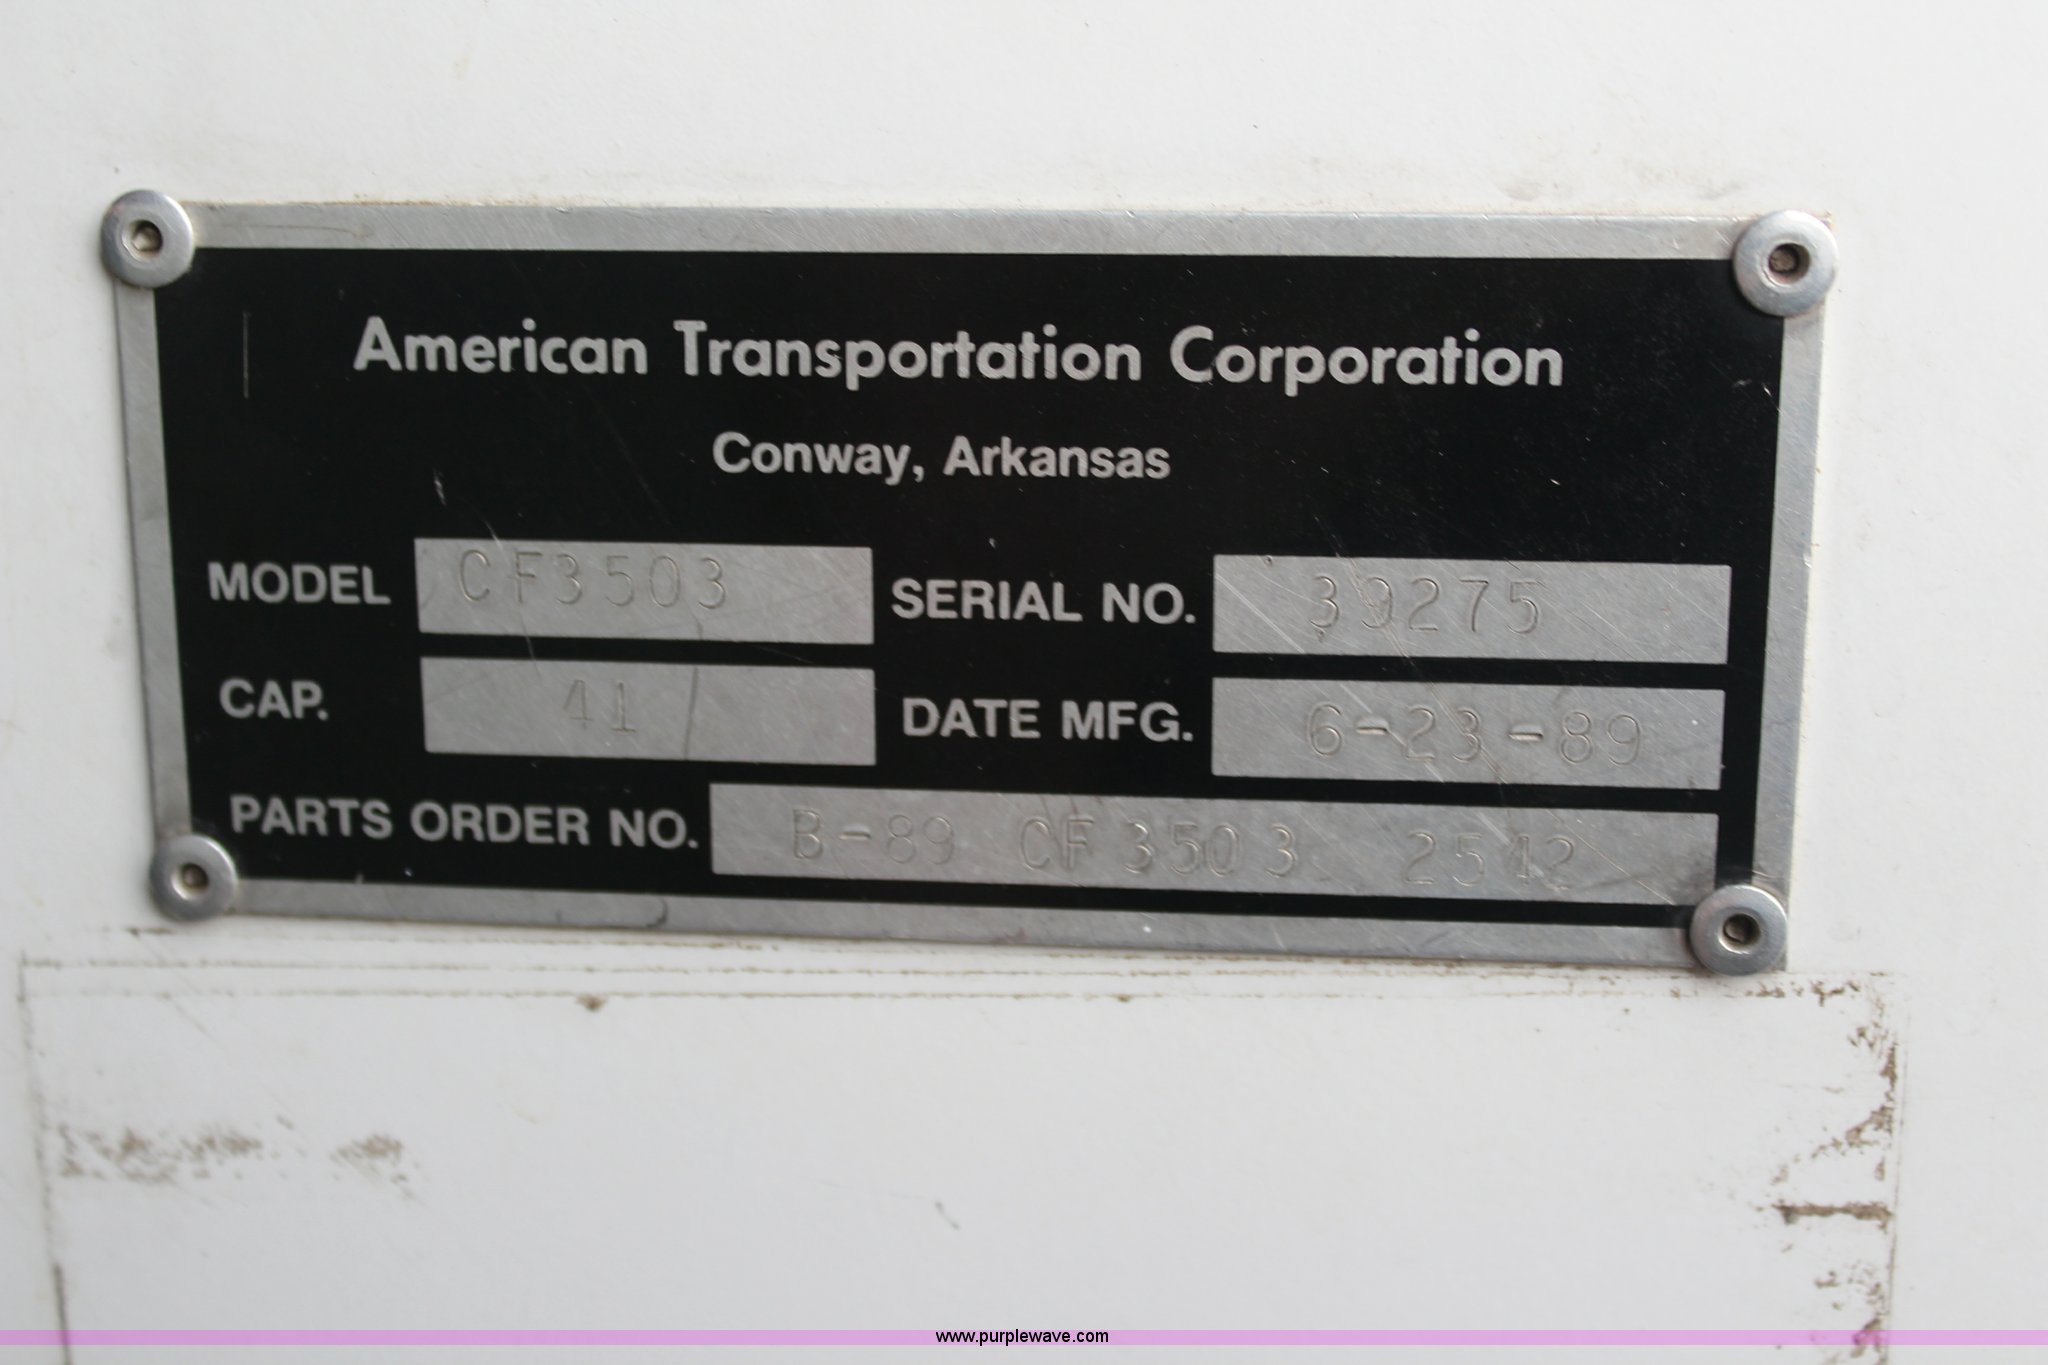 American Transportation Corporation
Conway, Arkansas
MODEL CF3503 SERIAL NO. 39275
CAP. 41 DATE MFG. 6-23-89
PARTS ORDER NO. B-89 CF 3503 2542
www.purplewave.com